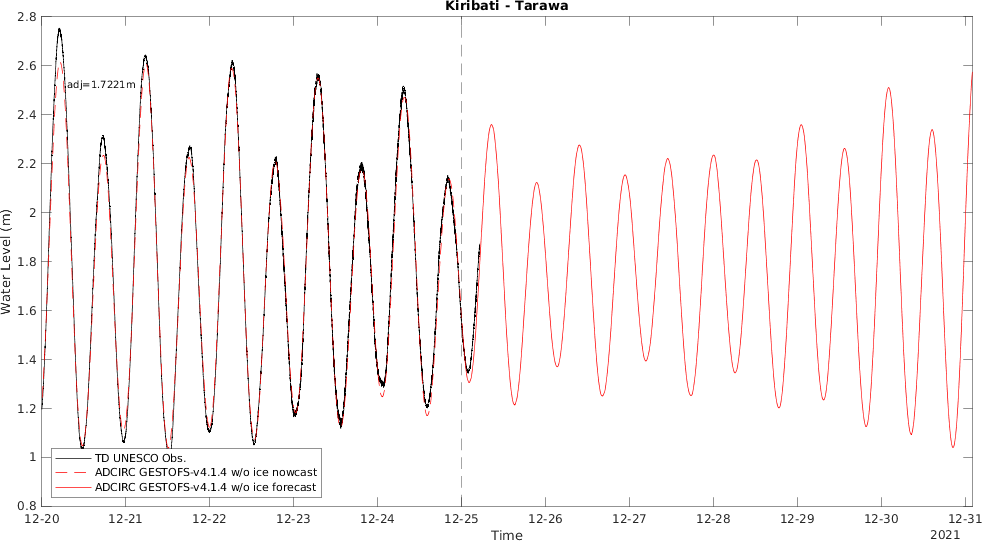 Kiribati - Tarawa
2.8
2.6
2.4
2.2
2
1.8
1.6
1.4
1.2
1
0.8
Water Level (m)
adj=1.7221m
TD UNESCO Obs.
ADCIRC GESTOFS-v4.1.4 w/o ice nowcast
ADCIRC GESTOFS-v4.1.4 w/o ice forecast
12-20 12-21 12-22 12-23 12-24 12-25 12-26 12-27 12-28 12-29 12-30 12-31
Time
2021